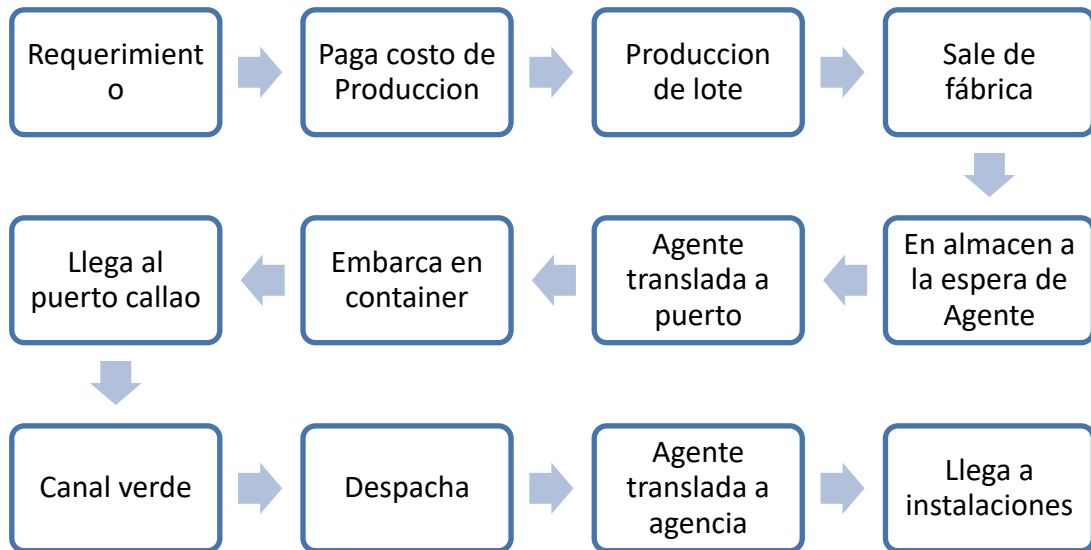 Requerimient
o
Paga costo de
Produccion
Produccion
de lote
Sale de
fábrica
En almacen a
la espera de
Agente
Agente
translada a
puerto
Embarca en
container
Llega al
puerto callao
Canal verde
Despacha
Agente
translada a
agencia
Llega a
instalaciones